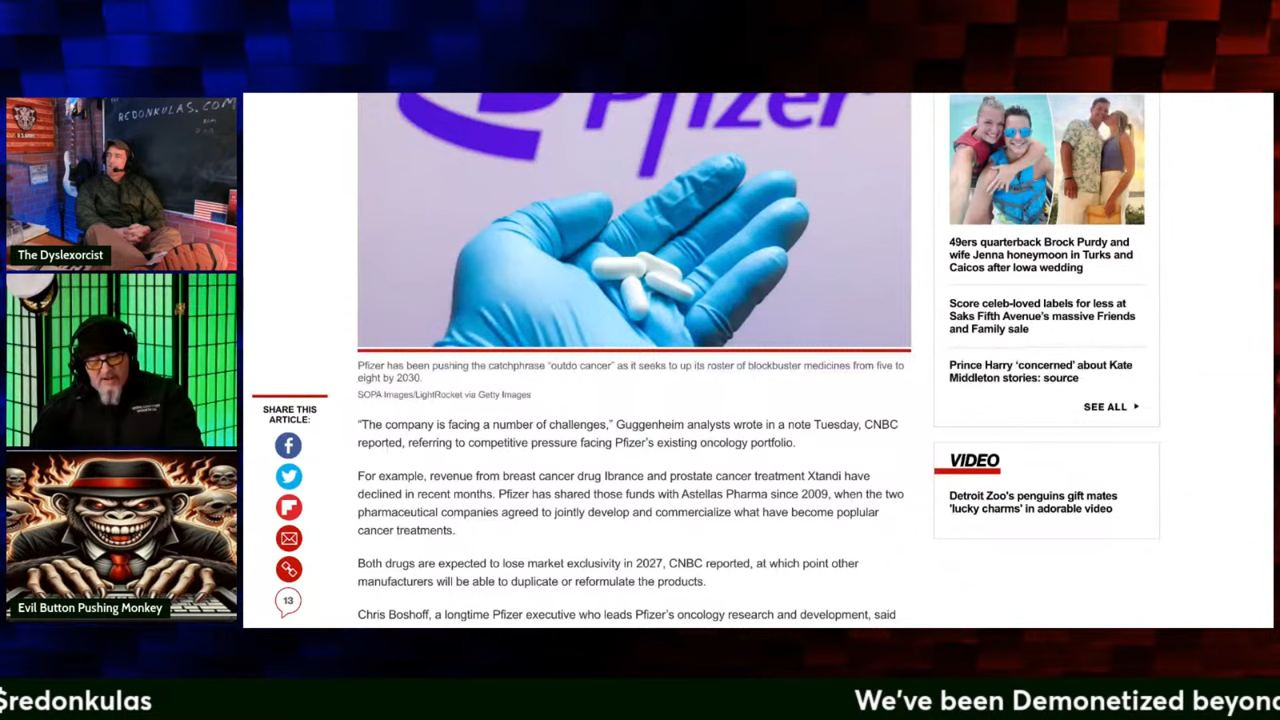 REDONKULAS.COM
The Dyslexorcist
Evil Button Pushing Monkey
Pfizer
Pfizer has been pushing the catchphrase "outdo cancer" as it seeks to up its roster of blockbuster medicines from five to
eight by 2030.
SOPA Images/LightRocket via Getty Images
SHARE THIS
ARTICLE:
13
"The company is facing a number of challenges," Guggenheim analysts wrote in a note Tuesday, CNBC
reported, referring to competitive pressure facing Pfizer's existing oncology portfolio.
For example, revenue from breast cancer drug Ibrance and prostate cancer treatment Xtandi have
declined in recent months. Pfizer has shared those funds with Astellas Pharma since 2009, when the two
pharmaceutical companies agreed to jointly develop and commercialize what have become poplular
cancer treatments.
Both drugs are expected to lose market exclusivity in 2027, CNBC reported, at which point other
manufacturers will be able to duplicate or reformulate the products.
Chris Boshoff, a longtime Pfizer executive who leads Pfizer's oncology research and development, said
49ers quarterback Brock Purdy and
wife Jenna honeymoon in Turks and
Caicos after Iowa wedding
Score celeb-loved labels for less at
Saks Fifth Avenue's massive Friends
and Family sale
Prince Harry 'concerned' about Kate
Middleton stories: source
SEE ALL
VIDEO
Detroit Zoo's penguins gift mates
'lucky charms' in adorable video
$redonkulas
We've been Demonetized beyond